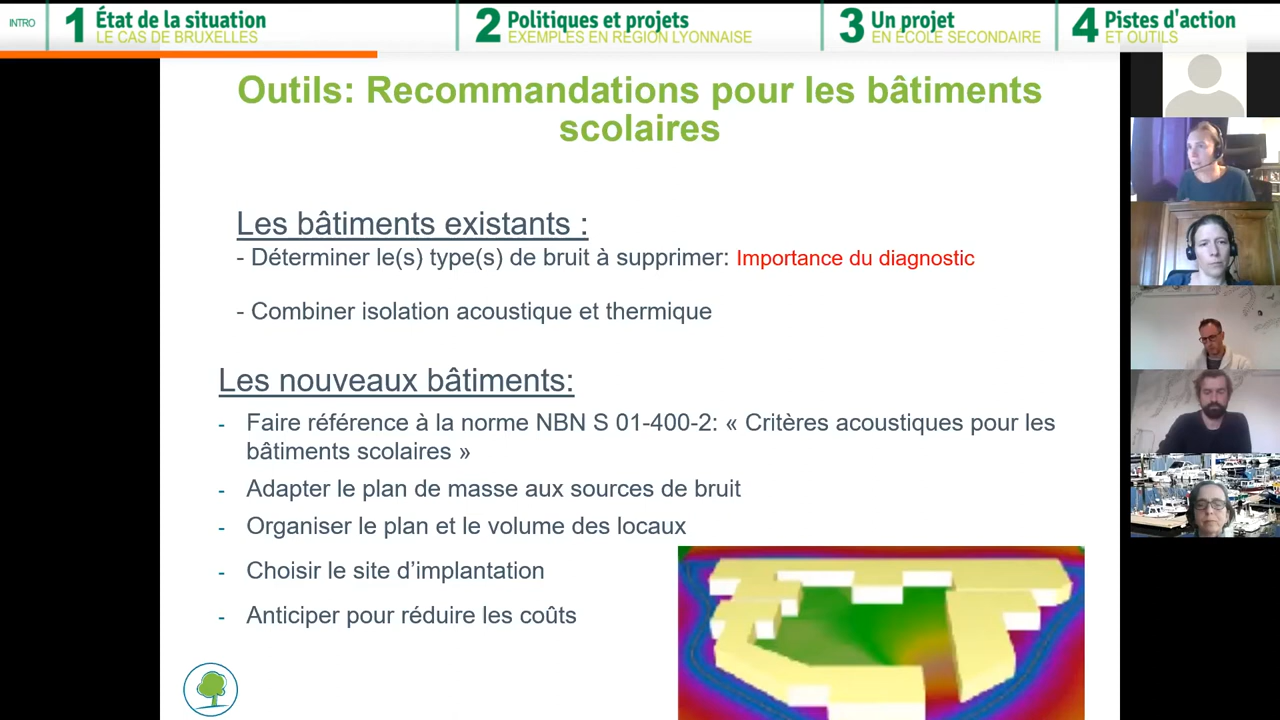 INTRO
1 État de la situation
LE CAS DE BRUXELLES
2 Politiques et projets
EXEMPLES EN RÉGION LYONNAISE
3 Un projet
EN ÉCOLE SECONDAIRE
4 Pistes d'action
ET OUTILS
Outils: Recommandations pour les bâtiments
scolaires
Les bâtiments existants :
- Déterminer le(s) type(s) de bruit à supprimer: Importance du diagnostic
- Combiner isolation acoustique et thermique
Les nouveaux bâtiments:
- Faire référence à la norme NBN S 01-400-2: « Critères acoustiques pour les
bâtiments scolaires »
- Adapter le plan de masse aux sources de bruit
- Organiser le plan et le volume des locaux
- Choisir le site d’implantation
- Anticiper pour réduire les coûts